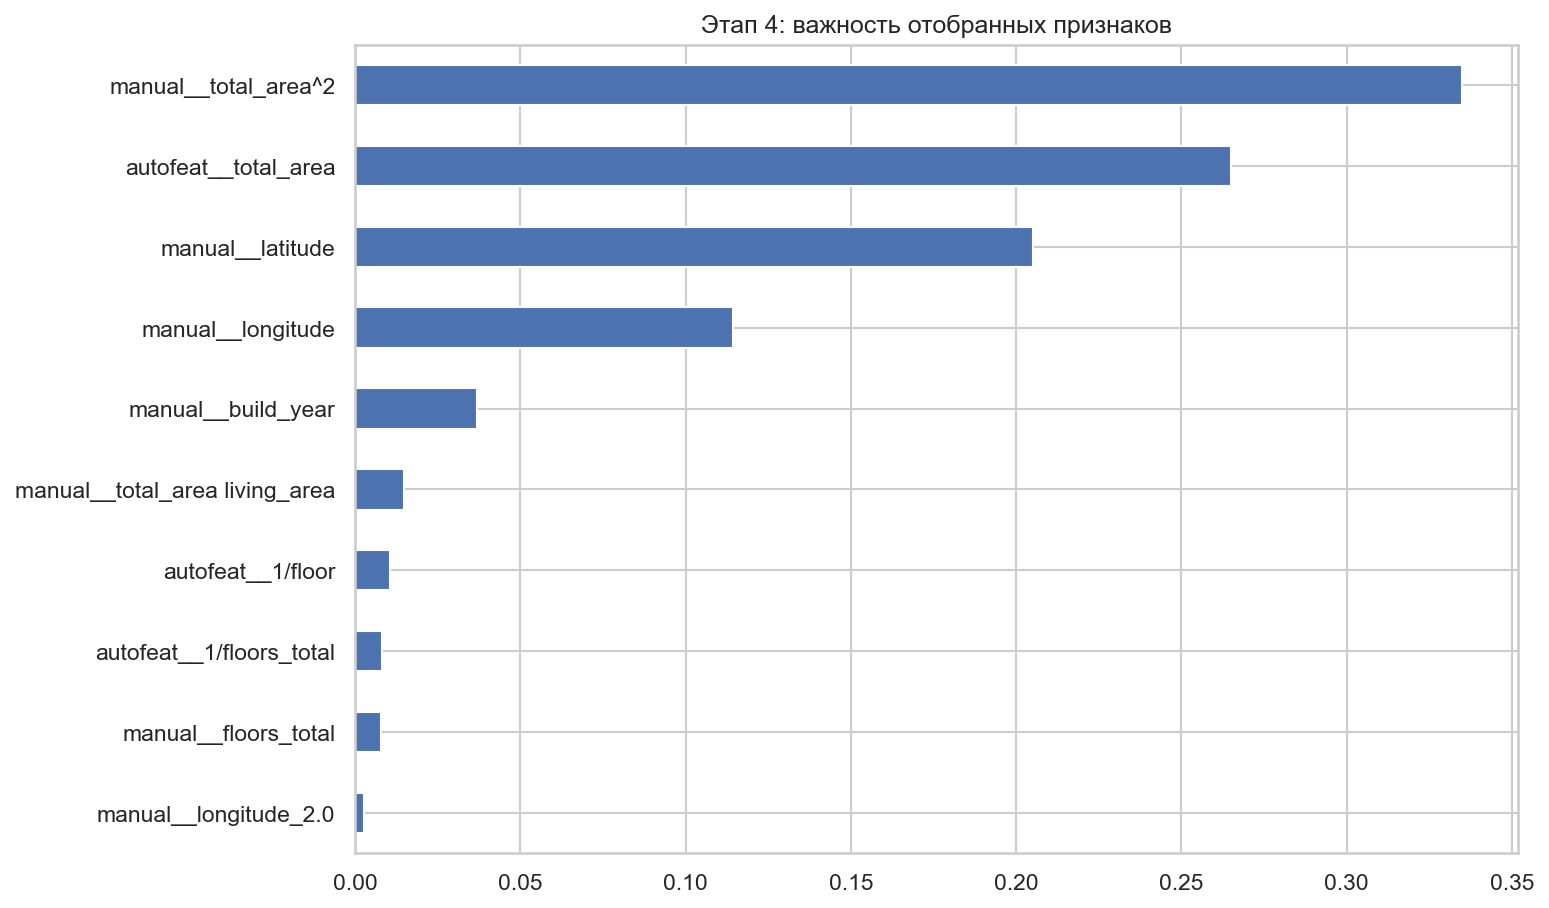 Этап 4: важность отобранных признаков
manual__total_area^2
autofeat__total_area
manual__latitude
manual__longitude
manual__build_year
manual__total_area living_area
autofeat__1/floor
autofeat__1/floors_total
manual__floors_total
manual__longitude_2.0
0.00 0.05 0.10 0.15 0.20 0.25 0.30 0.35